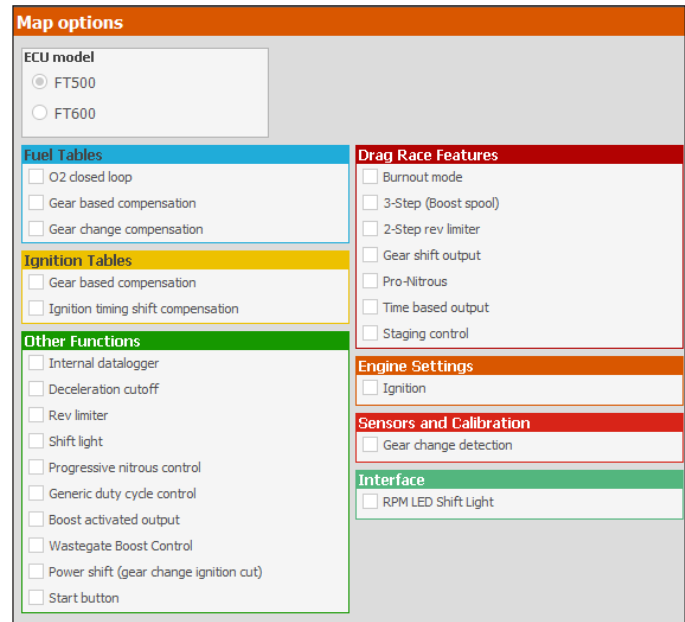 Map options
ECU model
FT500
FT600
Fuel Tables
O2 closed loop
Gear based compensation
Gear change compensation
Ignition Tables
Gear based compensation
Ignition timing shift compensation
Other Functions
Internal datalogger
Deceleration cutoff
Rev limiter
Shift light
Progressive nitrous control
Generic duty cycle control
Boost activated output
Wastegate Boost Control
Power shift (gear change ignition cut)
Start button
Drag Race Features
Burnout mode
3-Step (Boost spool)
2-Step rev limiter
Gear shift output
Pro-Nitrous
Time based output
Staging control
Engine Settings
Ignition
Sensors and Calibration
Gear change detection
Interface
RPM LED Shift Light